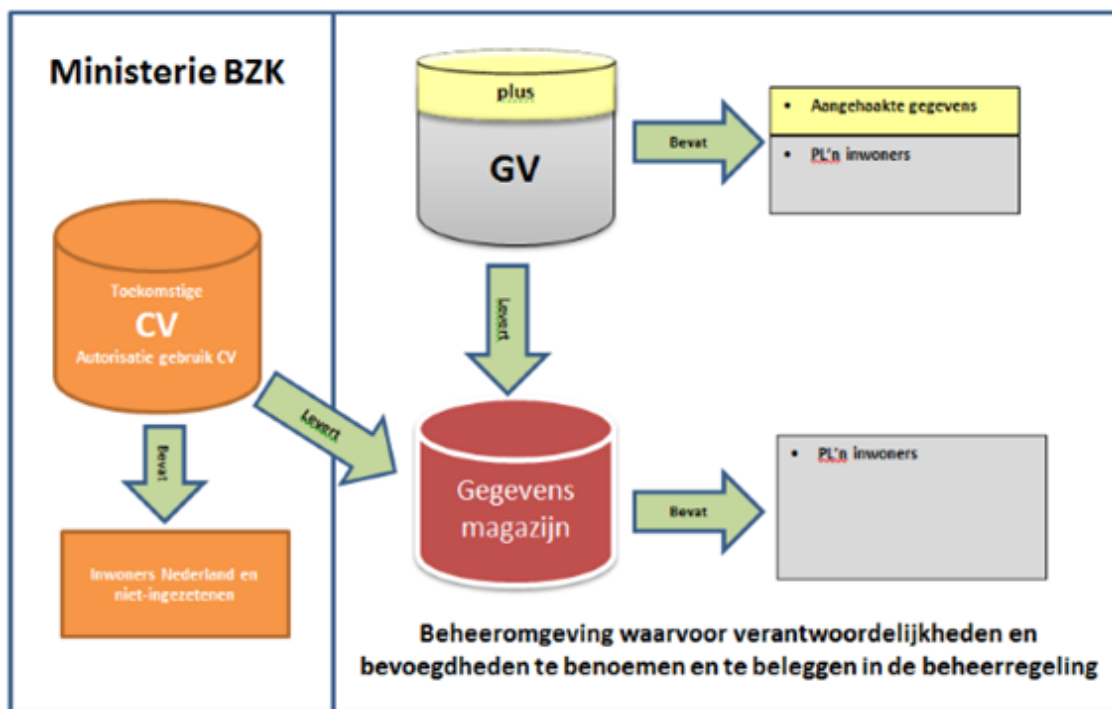 Ministerie BZK
Toekomstige
CV
Autorisatie gebruik CV
Levert
Bevat
Inwoners Nederland en
niet-ingezetenen
plus
GV
Bevat
• Aangehaakte gegevens
• PL'n inwoners
Levert
Gegevens
magazijn
Bevat
• PL'n inwoners
Beheeromgeving waarvoor verantwoordelijkheden en
bevoegdheden te benoemen en te beleggen in de beheerregeling